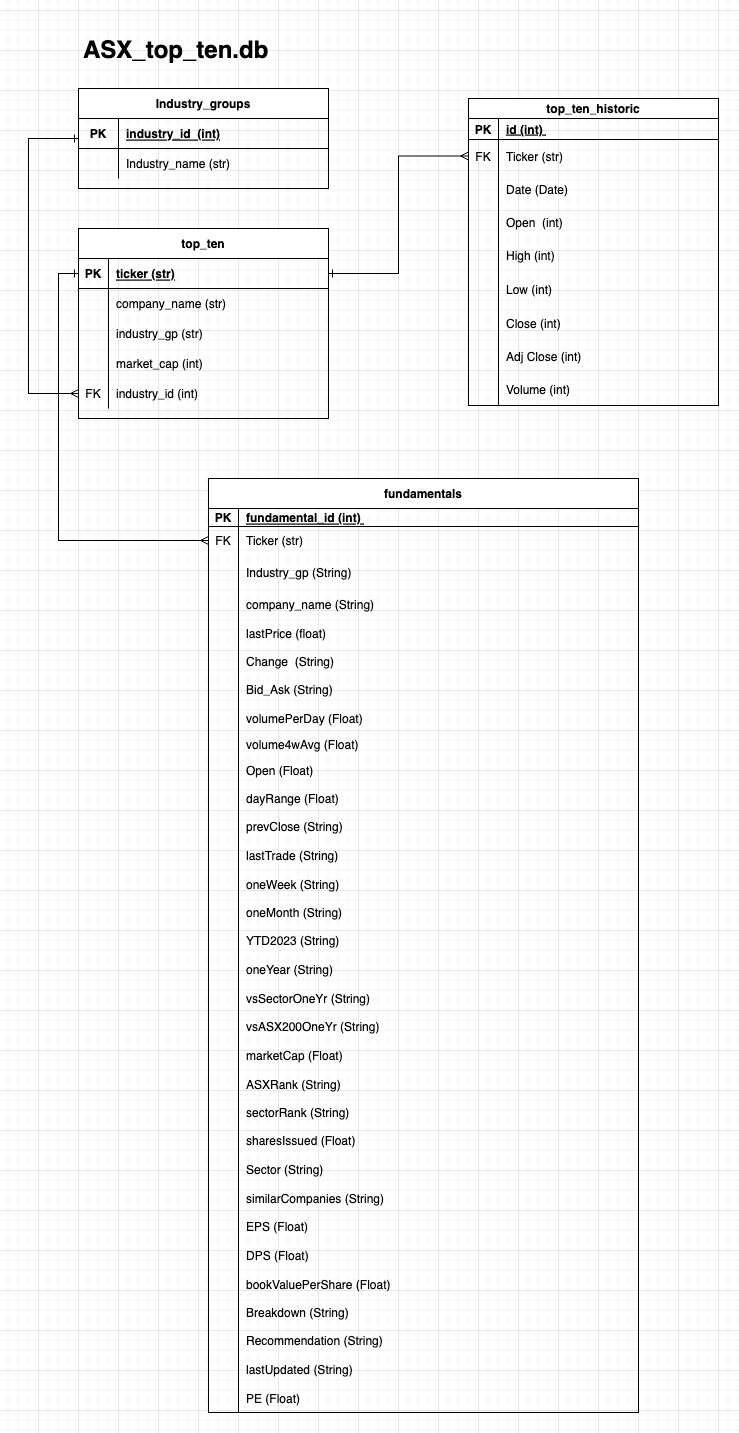 ASX_top_ten.db
Industry_groups
PK industry_id (int)
Industry_name (str)
top_ten_historic
PK id (int)
FK Ticker (str)
Date (Date)
Open (int)
High (int)
Low (int)
Close (int)
Adj Close (int)
Volume (int)
top_ten
PK ticker (str)
company_name (str)
industry_gp (str)
market_cap (int)
FK industry_id (int)
fundamentals
PK fundamental_id (int)
FK Ticker (str)
Industry_gp (String)
company_name (String)
lastPrice (float)
Change (String)
Bid_Ask (String)
volumePerDay (Float)
volume4wAvg (Float)
Open (Float)
dayRange (Float)
prevClose (String)
lastTrade (String)
oneWeek (String)
oneMonth (String)
YTD2023 (String)
oneYear (String)
vsSectorOneYr (String)
vsASX200OneYr (String)
marketCap (Float)
ASXRank (String)
sectorRank (String)
sharesIssued (Float)
Sector (String)
similarCompanies (String)
EPS (Float)
DPS (Float)
bookValuePerShare (Float)
Breakdown (String)
Recommendation (String)
lastUpdated (String)
PE (Float)